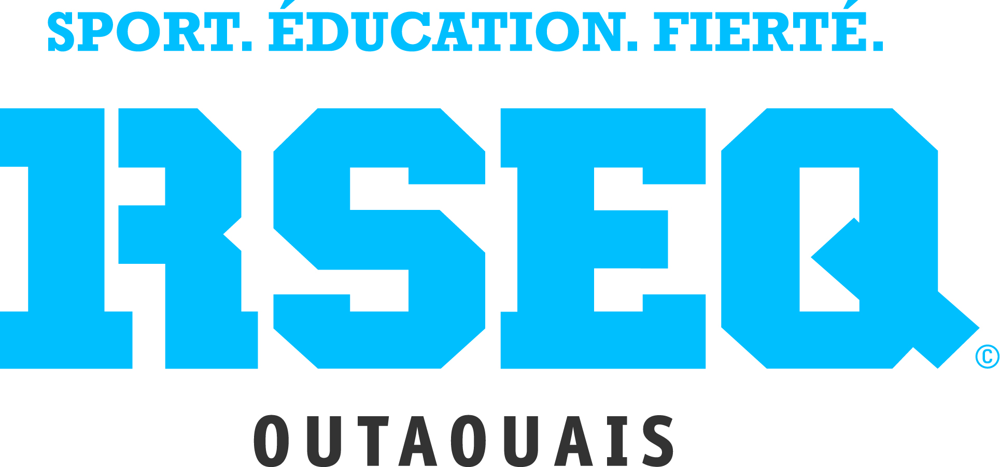 SPORT. ÉDUCATION. FIERTÉ.
RSEQ©
OUTAOUAIS